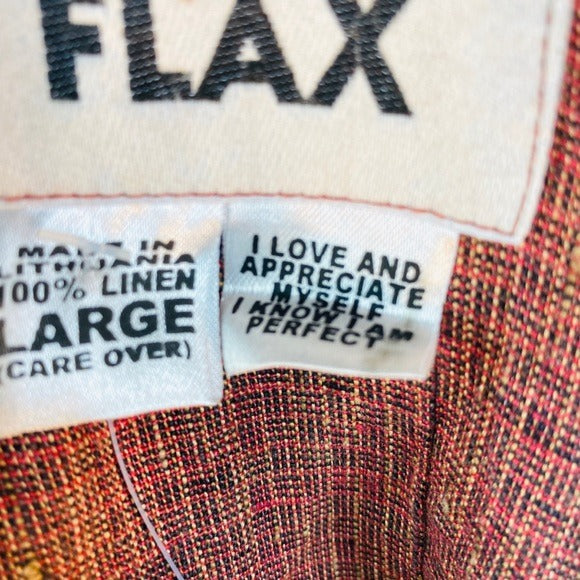 FLAX
MADE IN
LITHUANIA
100% LINEN
LARGE
(CARE OVER)
I LOVE AND
APPRECIATE
MYSELF
I KNOW I AM
PERFECT